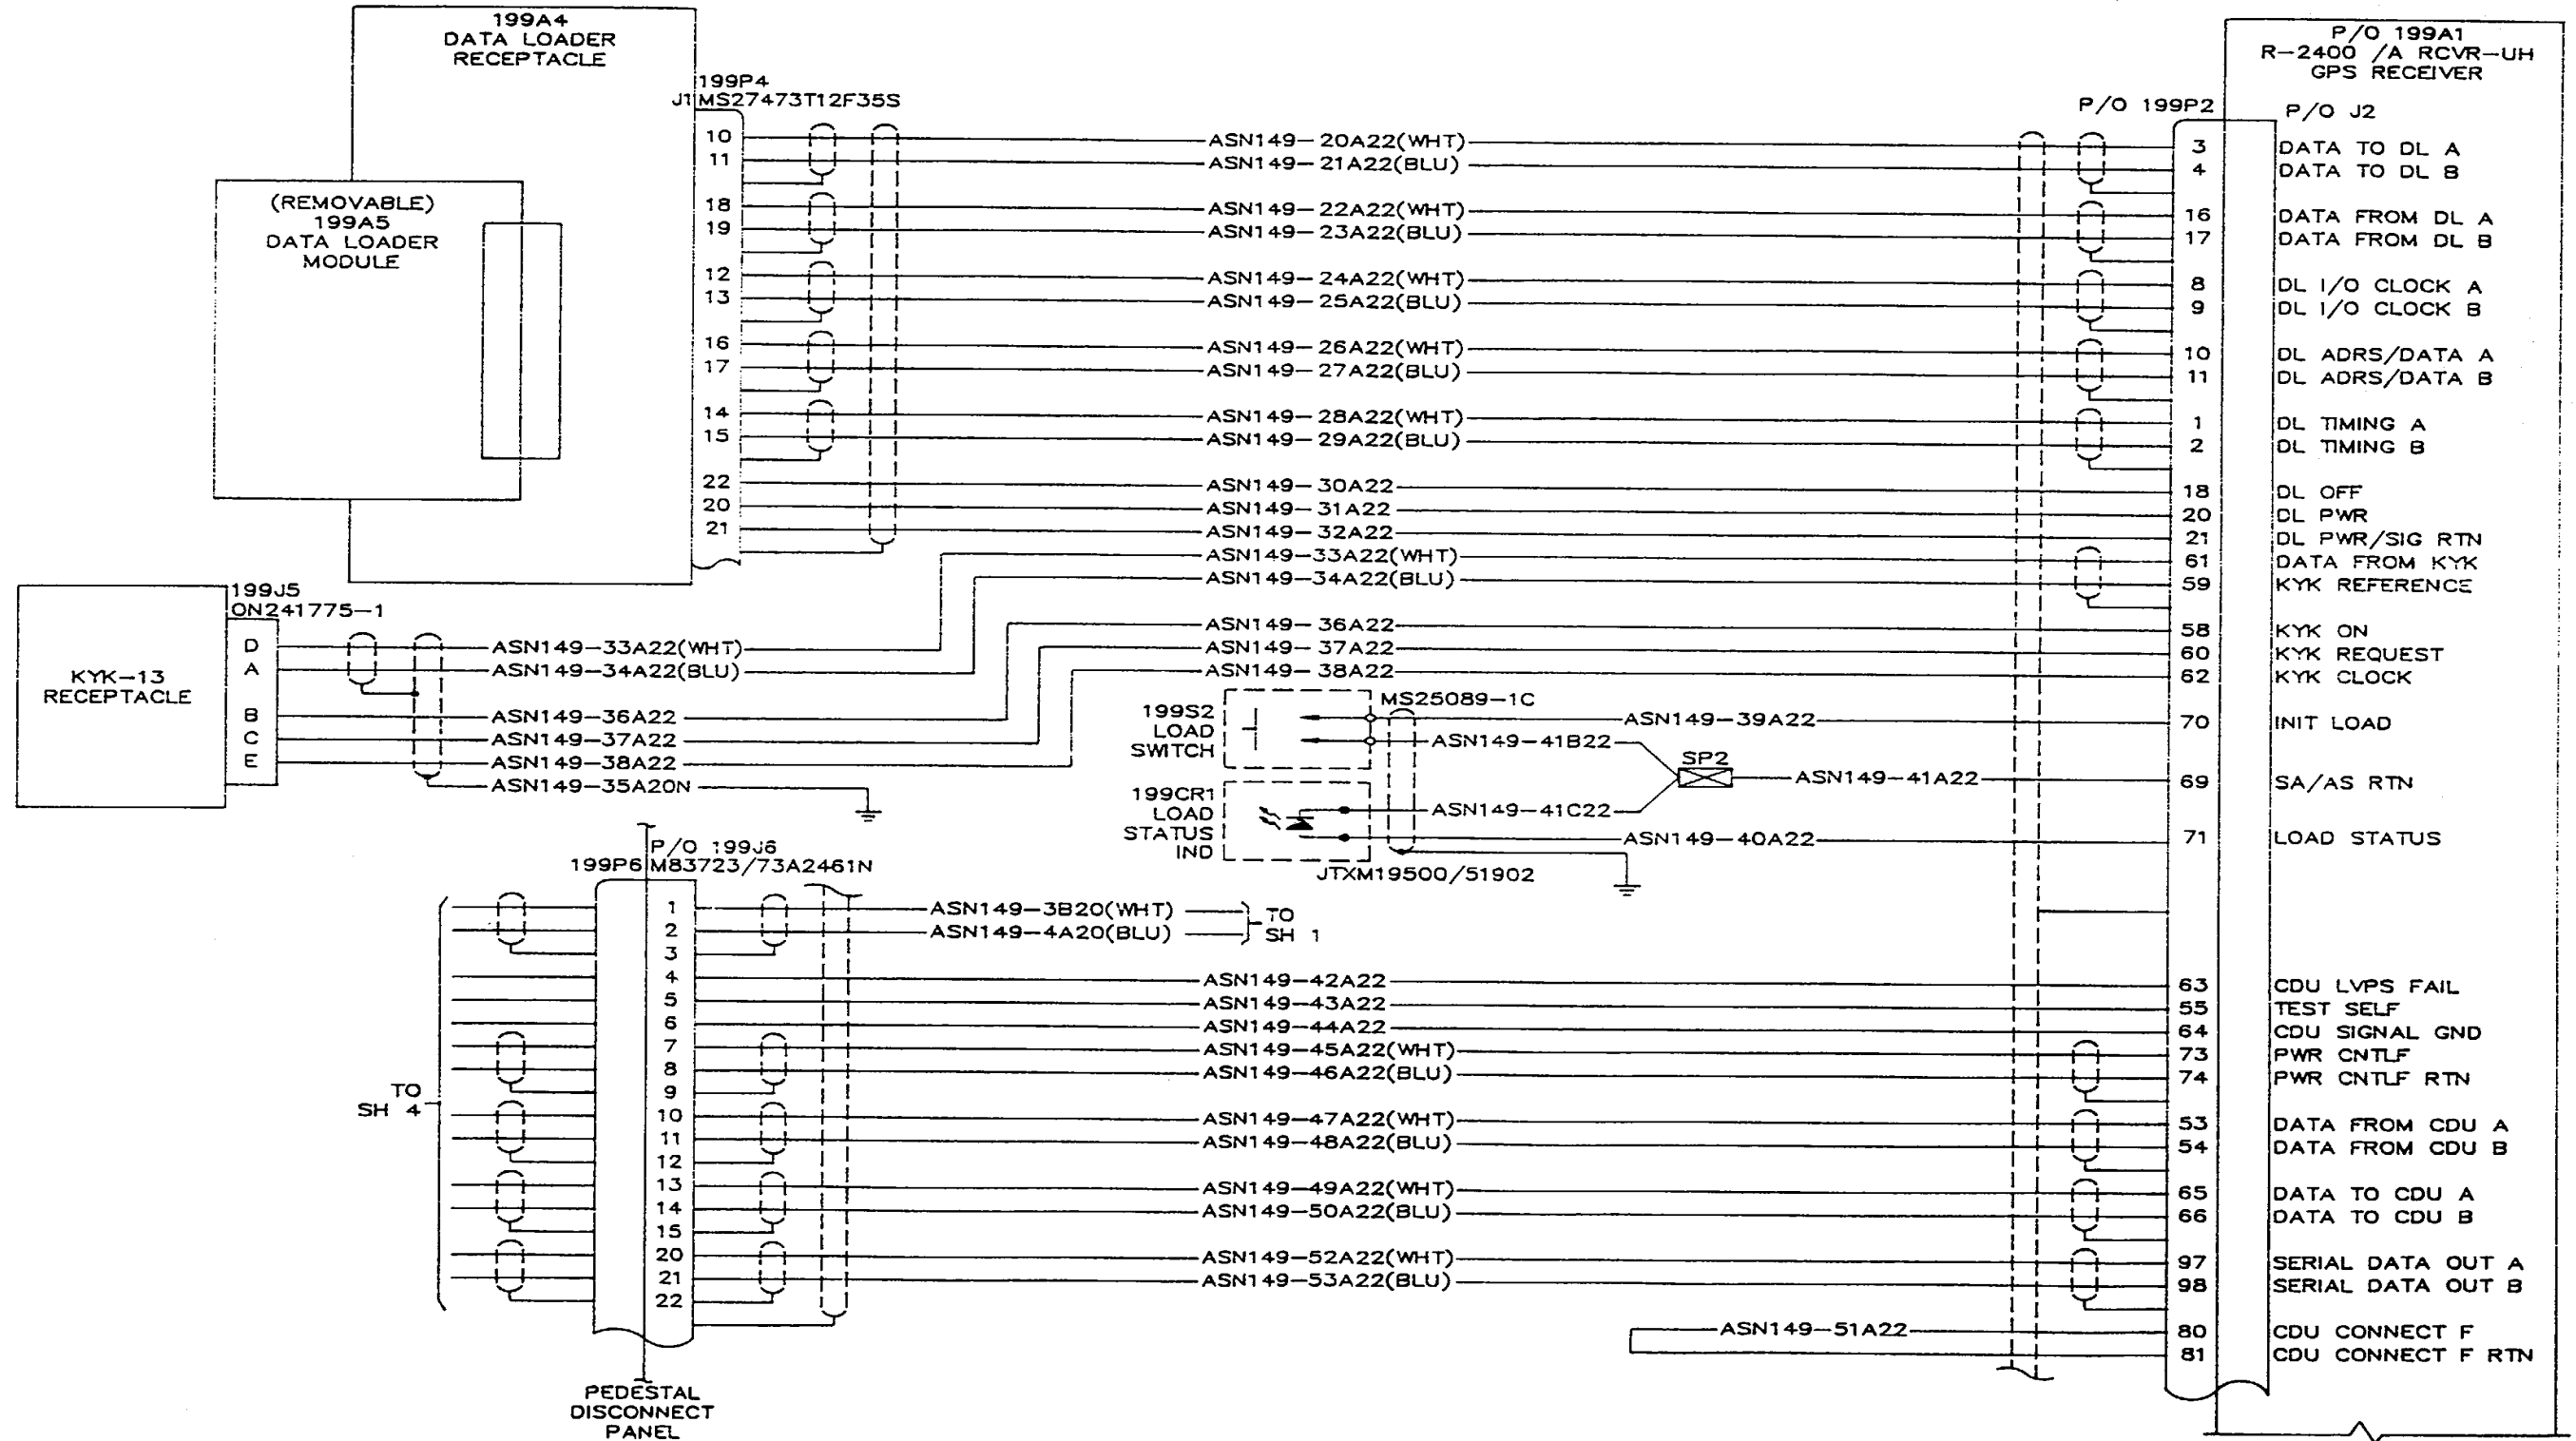 199A4
DATA LOADER
RECEPTACLE
(REMOVABLE)
199A5
DATA LOADER
MODULE
199P4
J1 MS27473T12F35S
10
11
18
19
12
13
16
17
14
15
22
20
21
ASN149-20A22(WHT)
ASN149-21A22(BLU)
ASN149-22A22(WHT)
ASN149-23A22(BLU)
ASN149-24A22(WHT)
ASN149-25A22(BLU)
ASN149-26A22(WHT)
ASN149-27A22(BLU)
ASN149-28A22(WHT)
ASN149-29A22(BLU)
ASN149-30A22
ASN149-31A22
ASN149-32A22
ASN149-33A22(WHT)
ASN149-34A22(BLU)
ASN149-36A22
ASN149-37A22
ASN149-38A22
P/O 199A1
R-2400 /A RCVR-UH
GPS RECEIVER
P/O 199P2
P/O J2
3 DATA TO DL A
4 DATA TO DL B
16 DATA FROM DL A
17 DATA FROM DL B
8 DL I/O CLOCK A
9 DL I/O CLOCK B
10 DL ADRS/DATA A
11 DL ADRS/DATA B
1 DL TIMING A
2 DL TIMING B
18 DL OFF
20 DL PWR
21 DL PWR/SIG RTN
61 DATA FROM KYK
59 KYK REFERENCE
58 KYK ON
60 KYK REQUEST
62 KYK CLOCK
70 INIT LOAD
69 SA/AS RTN
71 LOAD STATUS
63 CDU LVPS FAIL
55 TEST SELF
64 CDU SIGNAL GND
73 PWR CNTLF
74 PWR CNTLF RTN
53 DATA FROM CDU A
54 DATA FROM CDU B
65 DATA TO CDU A
66 DATA TO CDU B
97 SERIAL DATA OUT A
98 SERIAL DATA OUT B
80 CDU CONNECT F
81 CDU CONNECT F RTN
KYK-13
RECEPTACLE
199J5
ON241775-1
D ASN149-33A22(WHT)
A ASN149-34A22(BLU)
B ASN149-36A22
C ASN149-37A22
E ASN149-38A22
ASN149-35A20N
199S2
LOAD
SWITCH
MS25089-1C
ASN149-39A22
ASN149-41B22
SP2
ASN149-41A22
199CR1
LOAD
STATUS
IND
ASN149-41C22
ASN149-40A22
JTXM19500/51902
P/O 199J6
199P6 M83723/73A2461N
TO
SH 4
1 ASN149-3B20(WHT)
2 ASN149-4A20(BLU)
TO
SH 1
3
4 ASN149-42A22
5 ASN149-43A22
6 ASN149-44A22
7 ASN149-45A22(WHT)
8 ASN149-46A22(BLU)
9
10 ASN149-47A22(WHT)
11 ASN149-48A22(BLU)
12
13 ASN149-49A22(WHT)
14 ASN149-50A22(BLU)
15
20 ASN149-52A22(WHT)
21 ASN149-53A22(BLU)
22
ASN149-51A22
PEDESTAL
DISCONNECT
PANEL